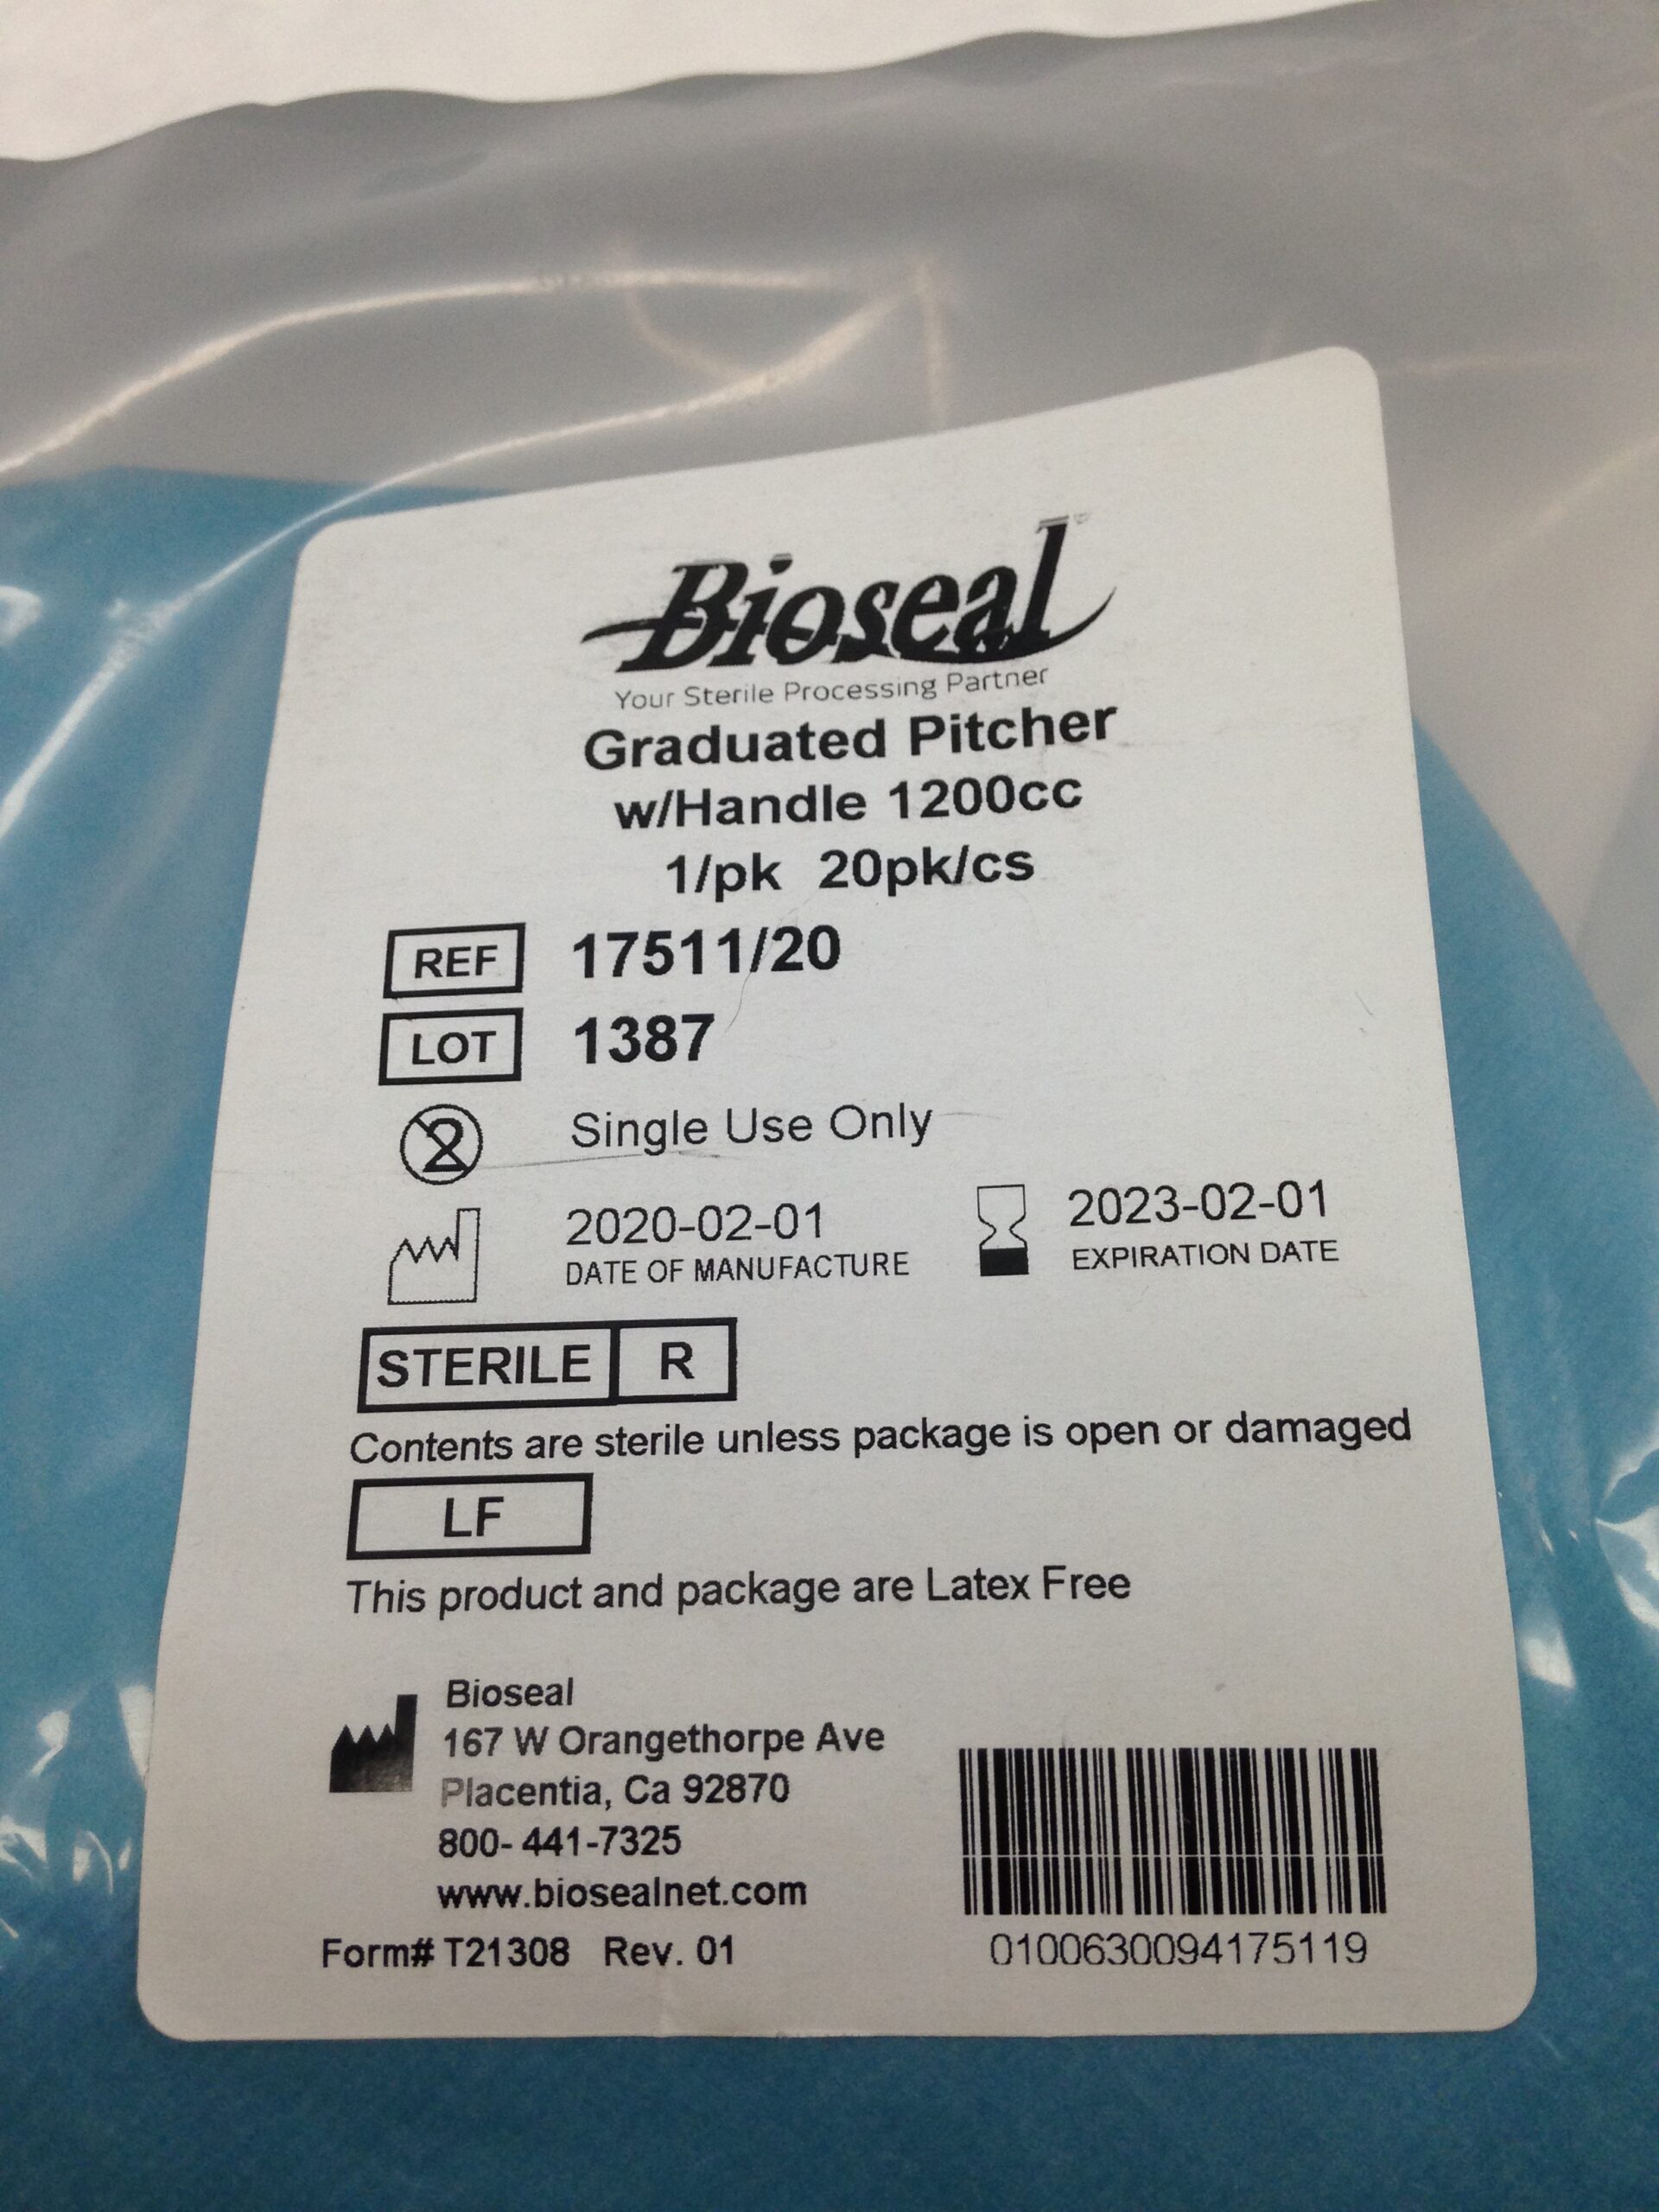 Bioseal
Your Sterile Processing Partner
Graduated Pitcher
w/Handle 1200cc
1/pk 20pk/cs
REF 17511/20
LOT 1387
2 Single Use Only
2020-02-01 2023-02-01
DATE OF MANUFACTURE EXPIRATION DATE
STERILE R
Contents are sterile unless package is open or damaged
LF
This product and package are Latex Free
Bioseal
167 W Orangethorpe Ave
Placentia, Ca 92870
800- 441-7325
www.biosealnet.com
Form# T21308 Rev. 01
0100630094175119